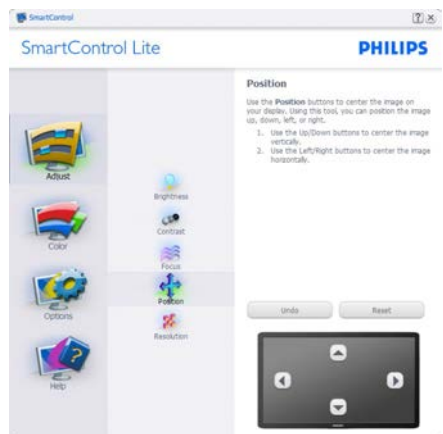 SmartControl
SmartControl Lite
PHILIPS
Adjust
Color
Options
Help
Brightness
Contrast
Focus
Position
Resolution
Position
Use the Position buttons to center the image on
your display. Using this tool, you can position the image
up, down, left, or right.
1. Use the Up/Down buttons to center the image
vertically.
2. Use the Left/Right buttons to center the image
horizontally.
Undo
Reset